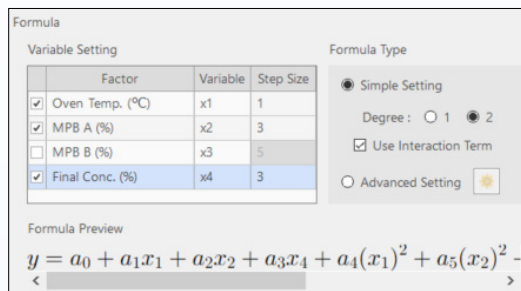 Formula
Variable Setting
Factor Variable Step Size
Oven Temp. (ºC) x1 1
MPB A (%) x2 3
MPB B (%) x3 5
Final Conc. (%) x4 3
Formula Type
Simple Setting
Degree : 1 2
Use Interaction Term
Advanced Setting
Formula Preview
y = a₀ + a₁x₁ + a₂x₂ + a₃x₄ + a₄(x₁)² + a₅(x₂)² +